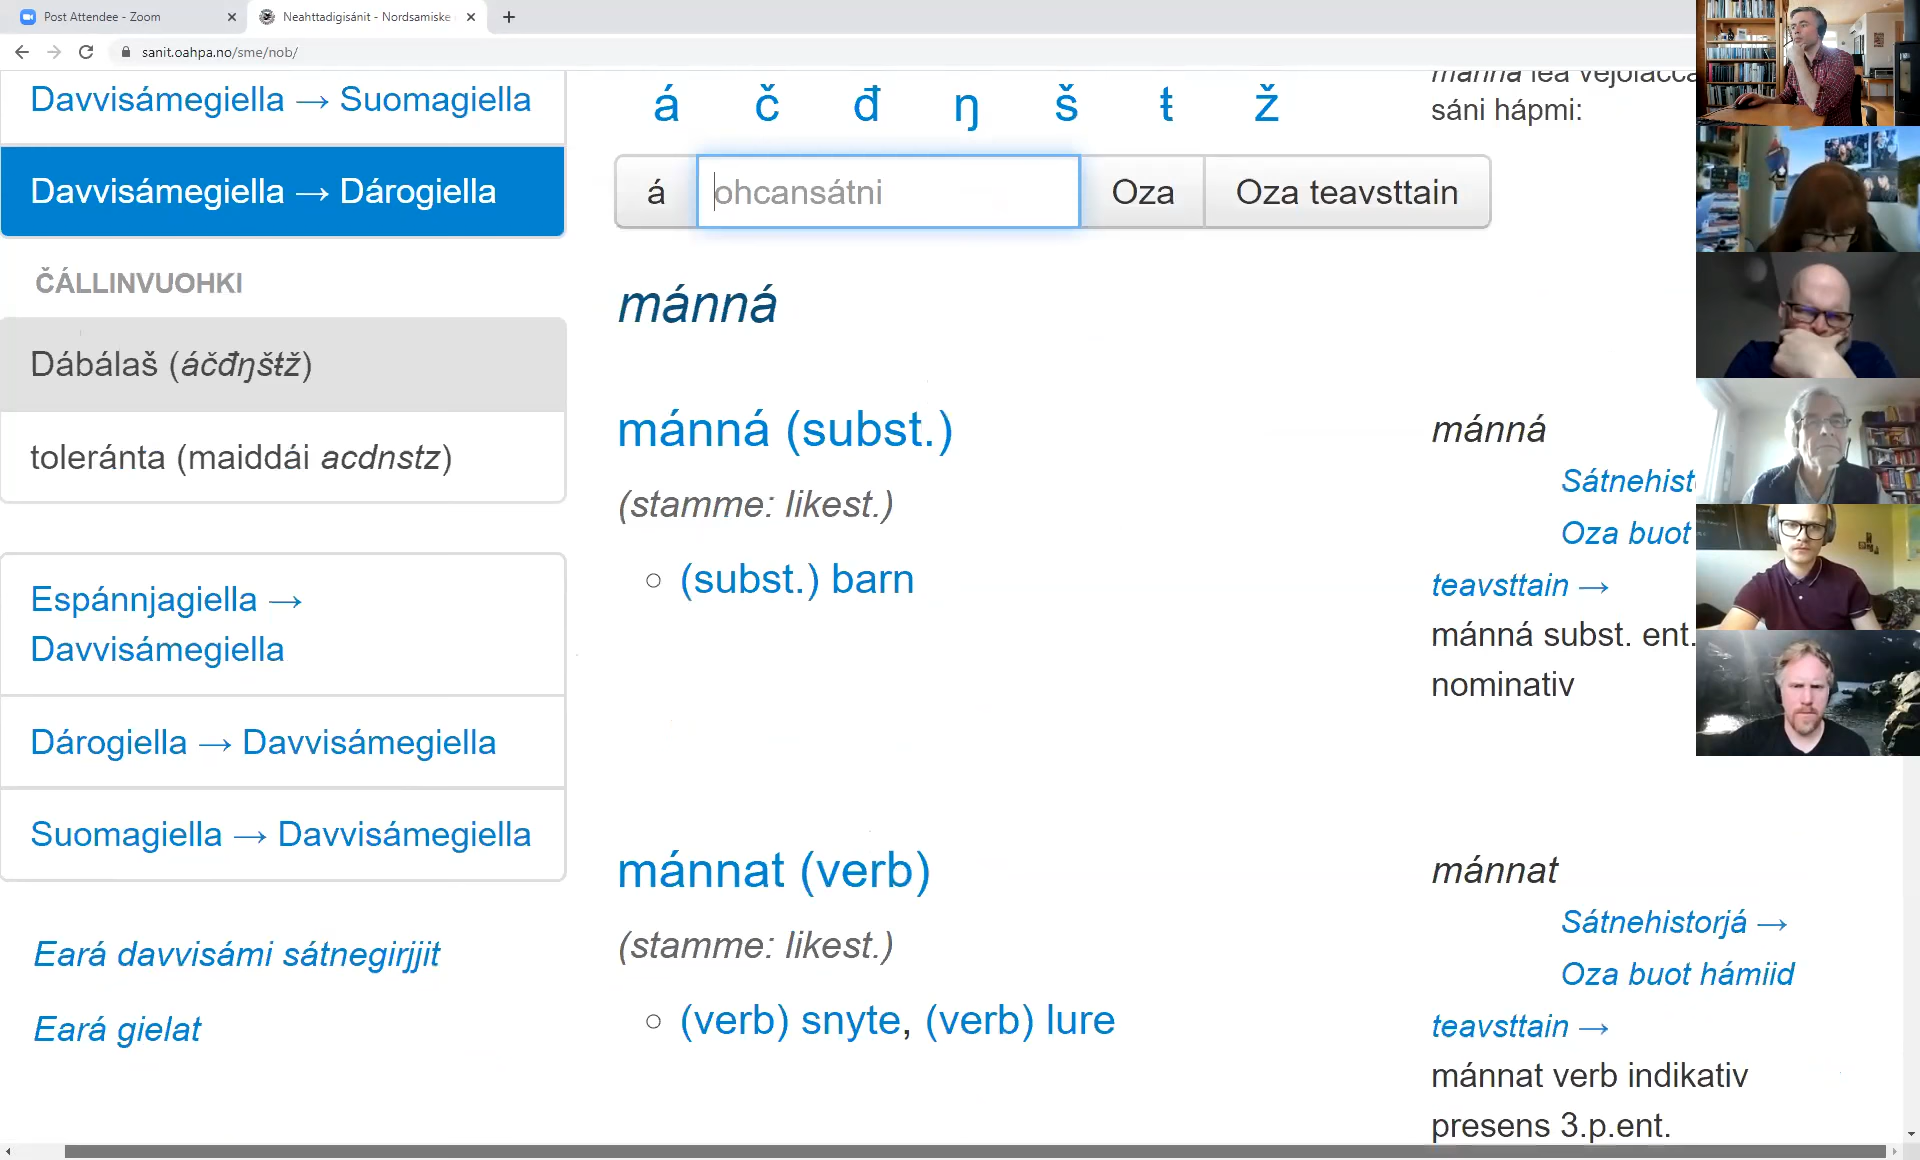 Post Attendee - Zoom
Neahttadigisánit - Nordsamiske
sanit.oahpa.no/sme/nob/
Davvisámegiella → Suomagiella
Davvisámegiella → Dárogiella
ČÁLLINVUOHKI
Dábálaš (áčđŋšŧž)
toleránta (maiddái acdnstz)
Espánnjagiella →
Davvisámegiella
Dárogiella → Davvisámegiella
Suomagiella → Davvisámegiella
Eará davvisámi sátnegirjjit
Eará gielat
á č đ ŋ š ŧ ž
á ohcansátni Oza Oza teavsttain
mánná
mánná (subst.)
(stamme: likest.)
(subst.) barn
mánnat (verb)
(stamme: likest.)
(verb) snyte, (verb) lure
mánná lea
sáni hápmi:
mánná
Oza buot
teavsttain →
mánná subst. ent.
nominativ
mánnat
Sátnehistorjá →
Oza buot hámiid
teavsttain →
mánnat verb indikativ
presens 3.p.ent.